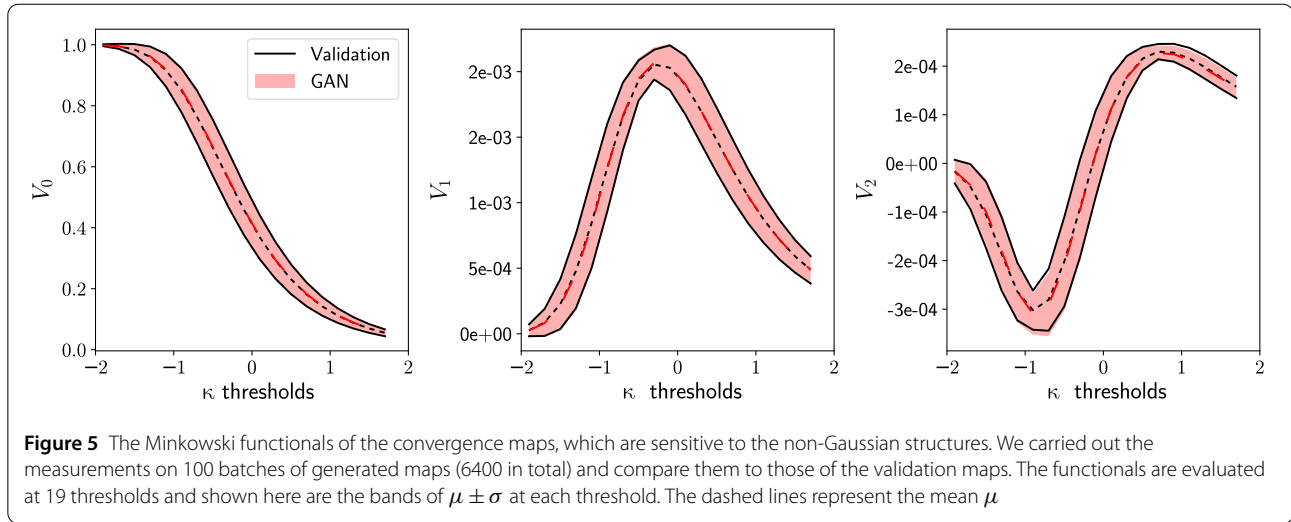 Validation
GAN
V0
1.0
0.8
0.6
0.4
0.2
0.0
−2 −1 0 1 2
κ thresholds
V1
2e-03
2e-03
1e-03
5e-04
0e+00
−2 −1 0 1 2
κ thresholds
V2
2e-04
1e-04
0e+00
-1e-04
-2e-04
-3e-04
−2 −1 0 1 2
κ thresholds
Figure 5 The Minkowski functionals of the convergence maps, which are sensitive to the non-Gaussian structures. We carried out the
measurements on 100 batches of generated maps (6400 in total) and compare them to those of the validation maps. The functionals are evaluated
at 19 thresholds and shown here are the bands of μ ± σ at each threshold. The dashed lines represent the mean μ